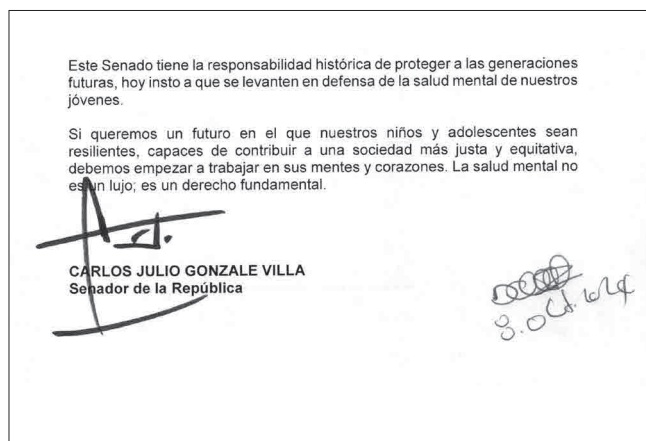 Este Senado tiene la responsabilidad histórica de proteger a las generaciones
futuras, hoy insto a que se levanten en defensa de la salud mental de nuestros
jóvenes.
Si queremos un futuro en el que nuestros niños y adolescentes sean
resilientes, capaces de contribuir a una sociedad más justa y equitativa,
debemos empezar a trabajar en sus mentes y corazones. La salud mental no
es un lujo; es un derecho fundamental.
CARLOS JULIO GONZALE VILLA
Senador de la República